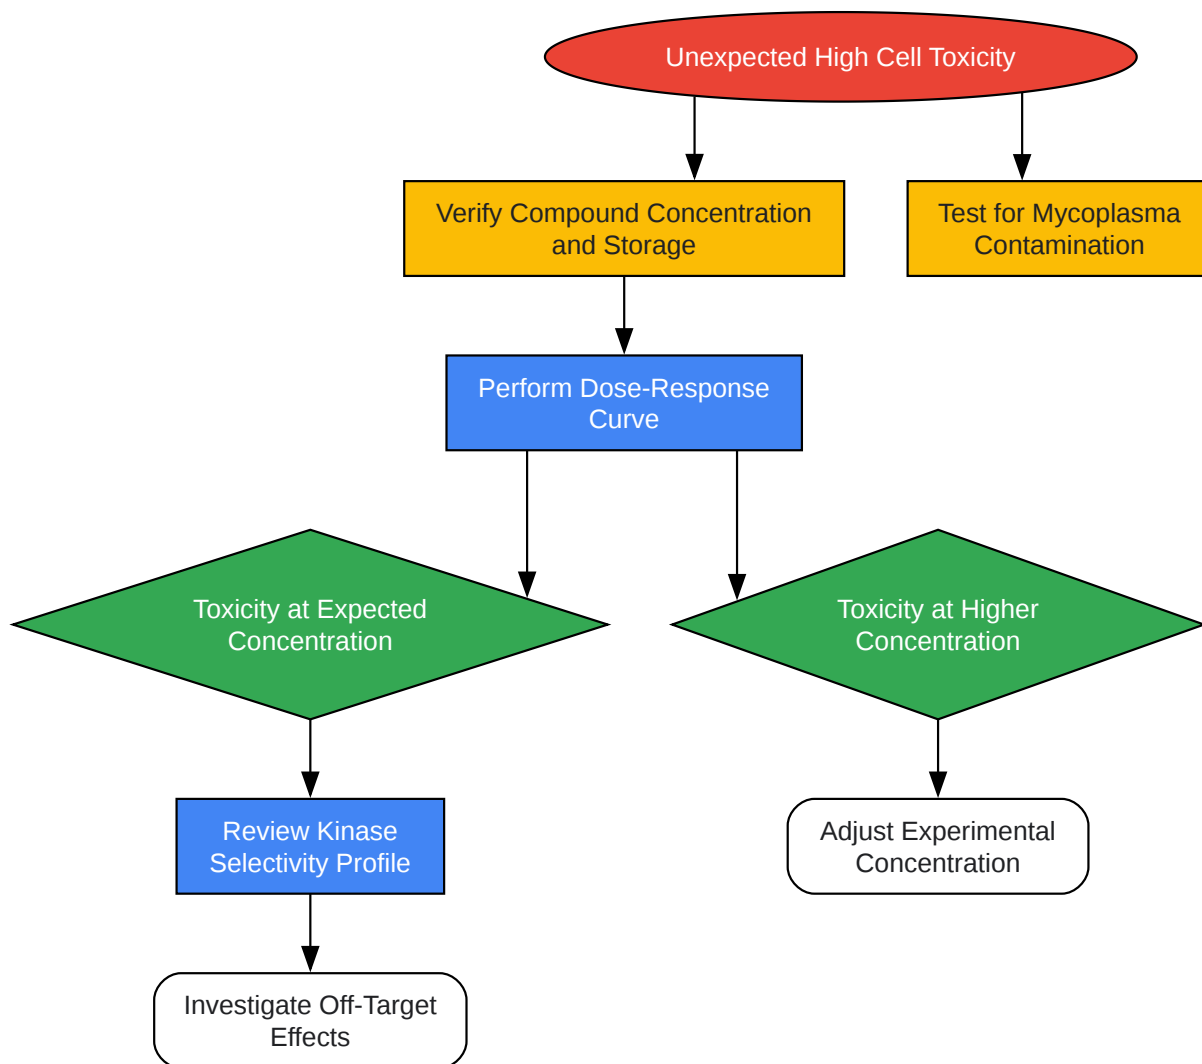 Unexpected High Cell Toxicity
Verify Compound Concentration
and Storage
Test for Mycoplasma
Contamination
Perform Dose-Response
Curve
Toxicity at Expected
Concentration
Toxicity at Higher
Concentration
Review Kinase
Selectivity Profile
Adjust Experimental
Concentration
Investigate Off-Target
Effects